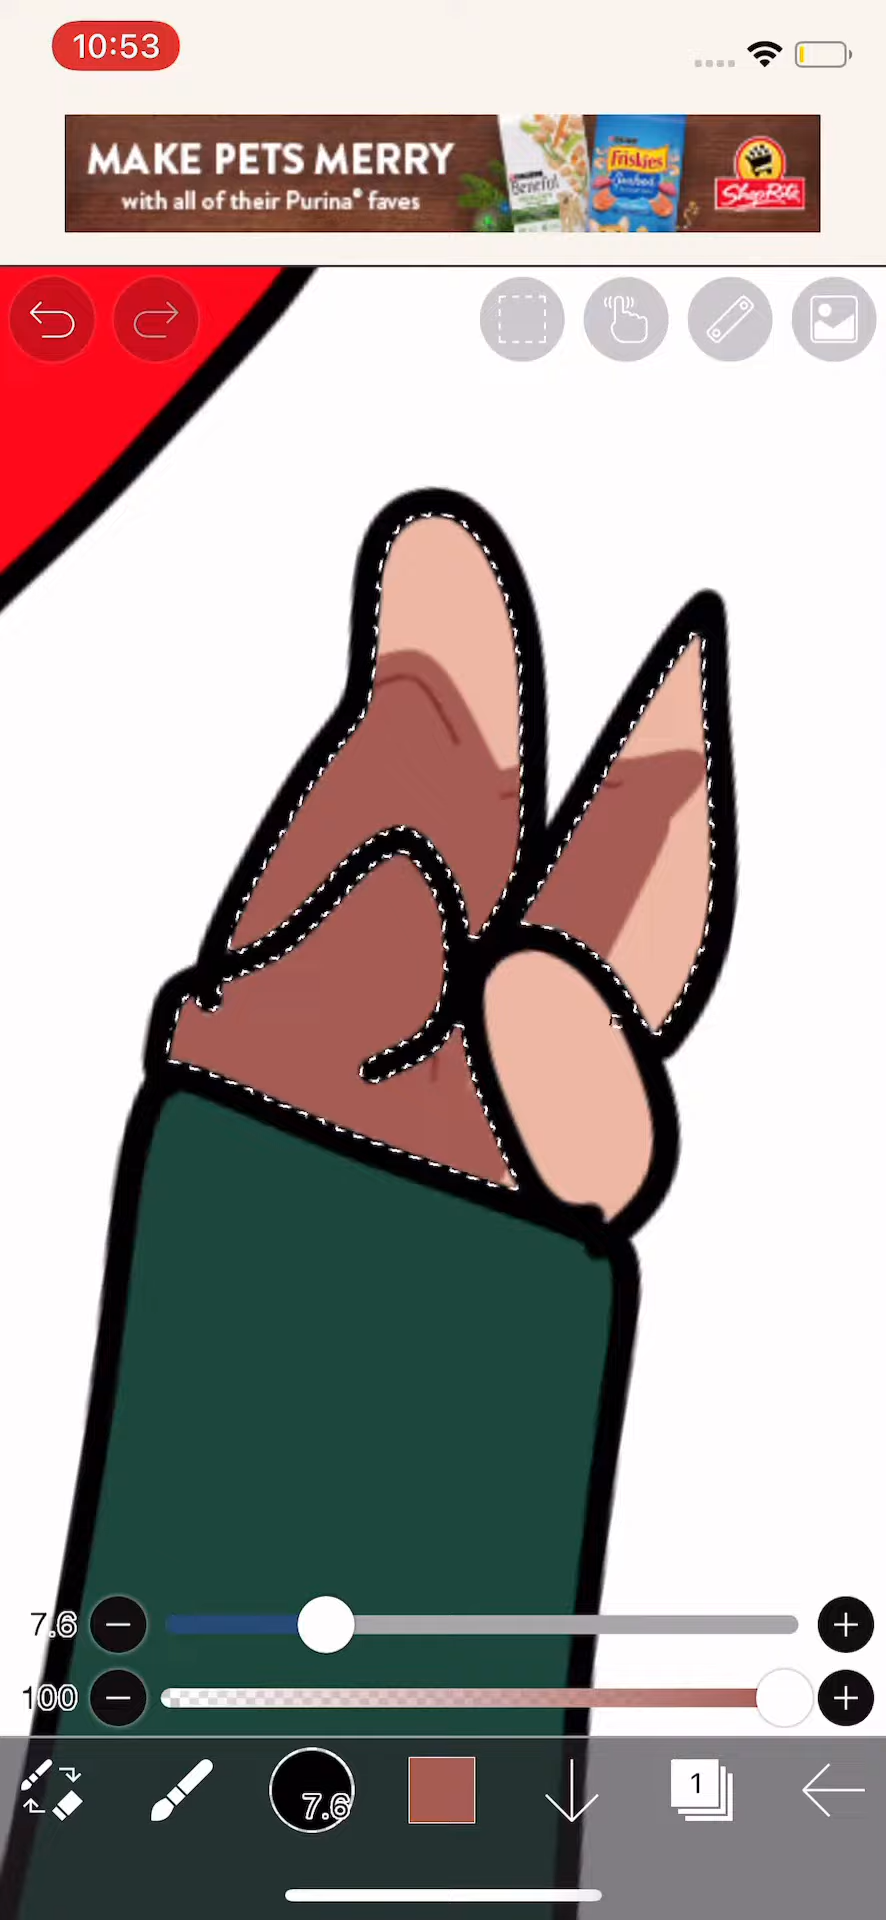 10:53
MAKE PETS MERRY
with all of their Purina® faves
Beneful
Friskies
Seafood
ShopRite
7.6
100
7.6
1